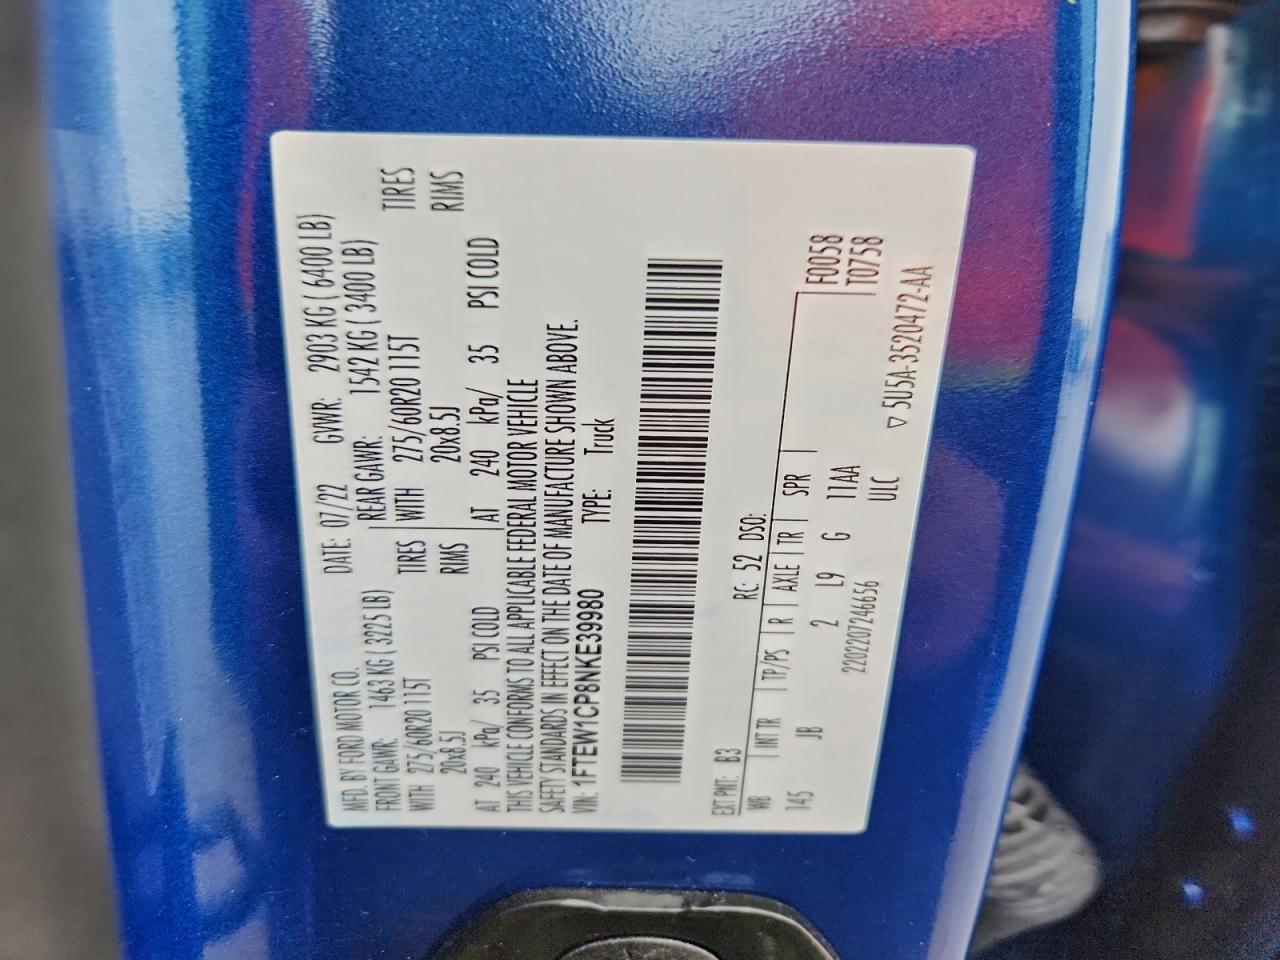 MFD. BY FORD MOTOR CO. DATE: 07/22 GVWR: 2903 KG ( 6400 LB)
FRONT GAWR: 1463 KG ( 3225 LB) REAR GAWR: 1542 KG ( 3400 LB)
WITH 275/60R20 115T TIRES WITH 275/60R20 115T TIRES
20x8.5J RIMS 20x8.5J RIMS
AT 240 kPa/ 35 PSI COLD AT 240 kPa/ 35 PSI COLD
THIS VEHICLE CONFORMS TO ALL APPLICABLE FEDERAL MOTOR VEHICLE
SAFETY STANDARDS IN EFFECT ON THE DATE OF MANUFACTURE SHOWN ABOVE.
VIN: 1FTEW1CP8NKE39980 TYPE: Truck
EXT PNT: B3 RC: 52 DSO:
WB INT TR TP/PS R AXLE TR SPR F0058
145 JB 2 L9 G 11AA T0758
2202207246656 ULC
▽ 5U5A-3520472-AA